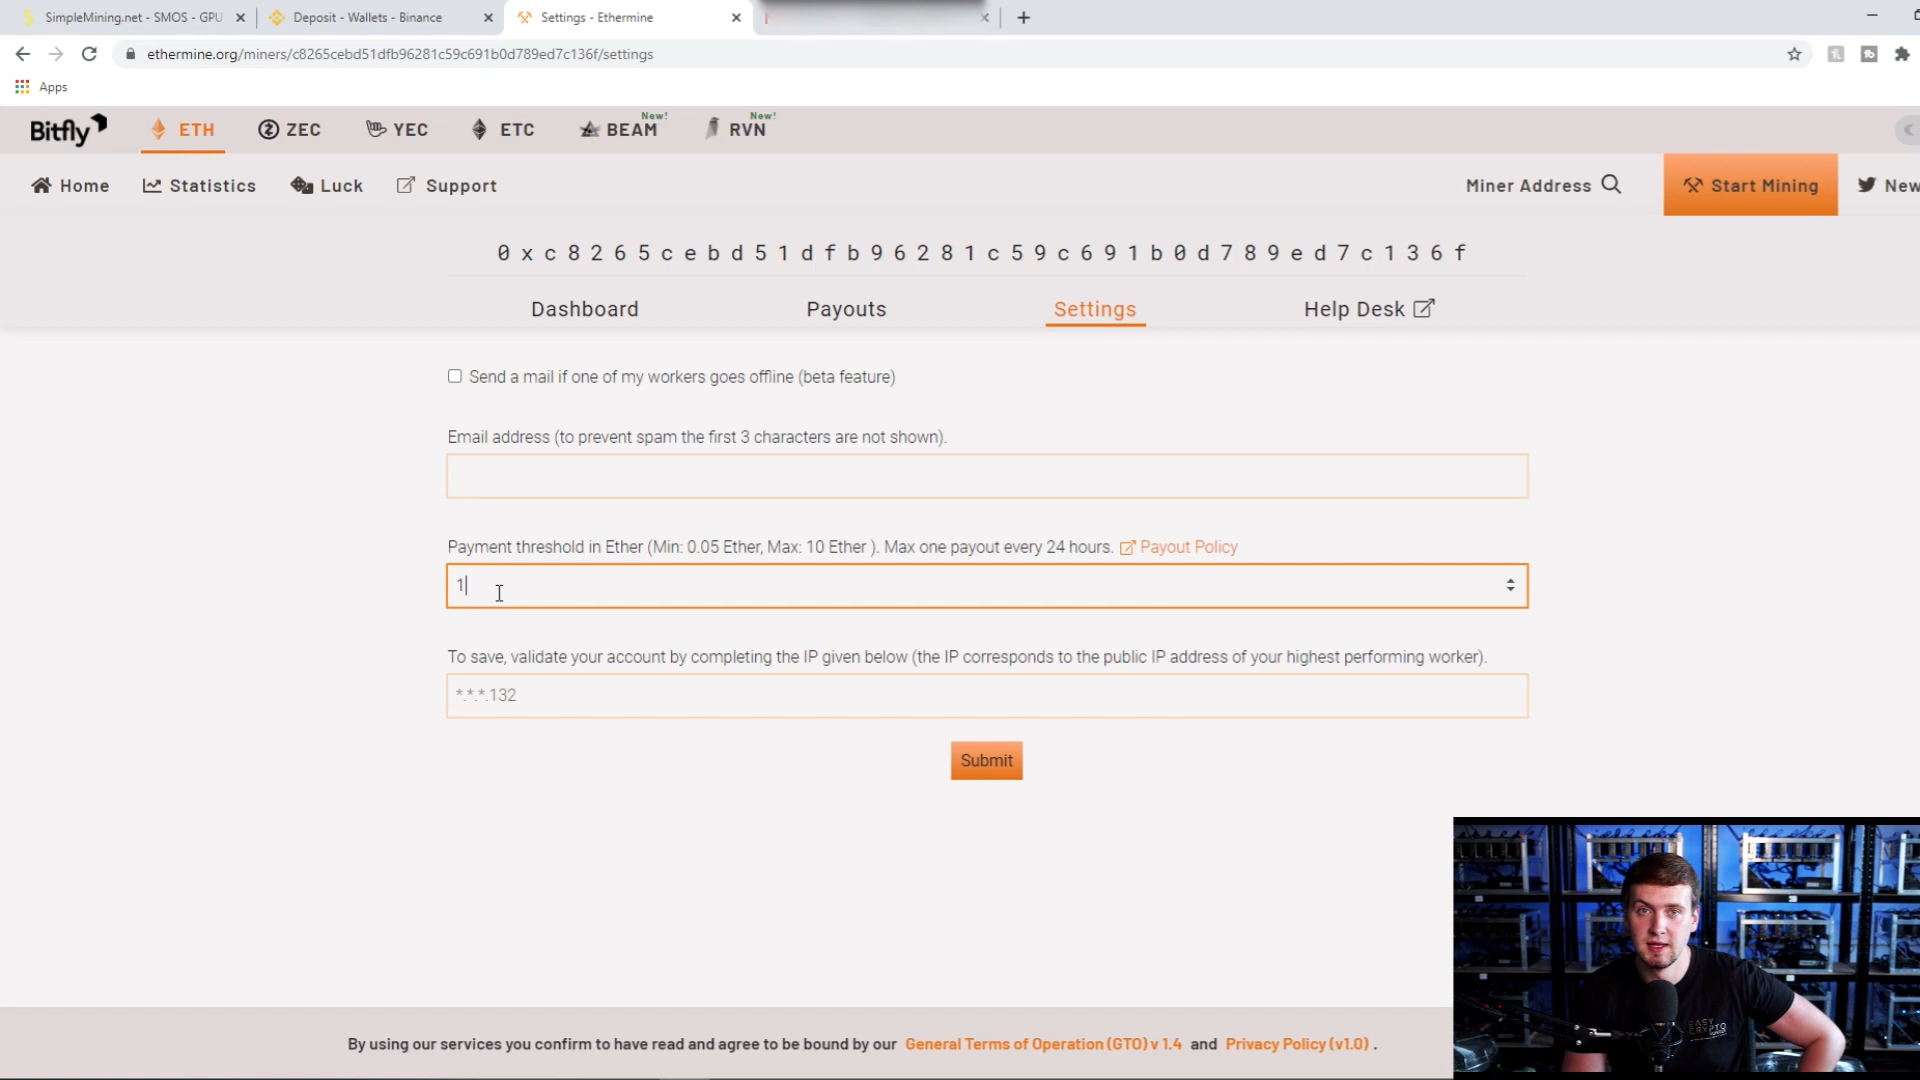 SimpleMining.net - SMOS - GPU
Deposit - Wallets - Binance
Settings - Ethermine
ethermine.org/miners/c8265cebd51dfb96281c59c691b0d789ed7c136f/settings
Apps
Bitfly
ETH
ZEC
YEC
ETC
BEAM
New!
RVN
New!
Home
Statistics
Luck
Support
Miner Address
Start Mining
New
0xc8265cebd51dfb96281c59c691b0d789ed7c136f
Dashboard
Payouts
Settings
Help Desk
Send a mail if one of my workers goes offline (beta feature)
Email address (to prevent spam the first 3 characters are not shown).
Payment threshold in Ether (Min: 0.05 Ether, Max: 10 Ether ). Max one payout every 24 hours. Payout Policy
1
To save, validate your account by completing the IP given below (the IP corresponds to the public IP address of your highest performing worker).
*.*.*.132
Submit
EASY
CRYPTO
By using our services you confirm to have read and agree to be bound by our General Terms of Operation (GTO) v 1.4 and Privacy Policy (v1.0) .